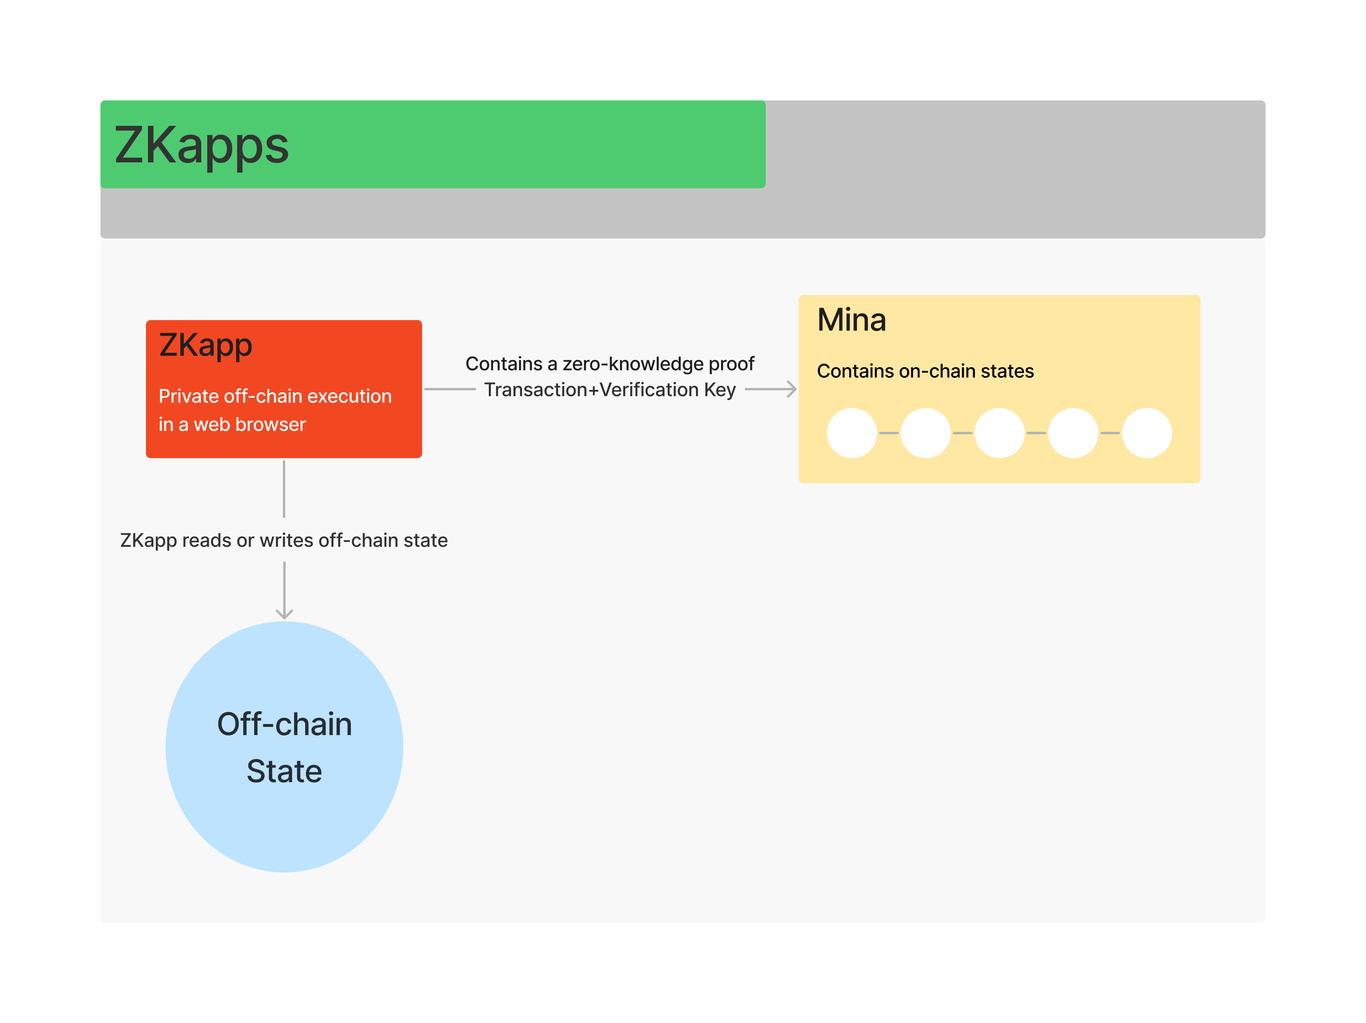 ZKapps
ZKapp
Private off-chain execution
in a web browser
Contains a zero-knowledge proof
Transaction+Verification Key
Mina
Contains on-chain states
ZKapp reads or writes off-chain state
Off-chain
State